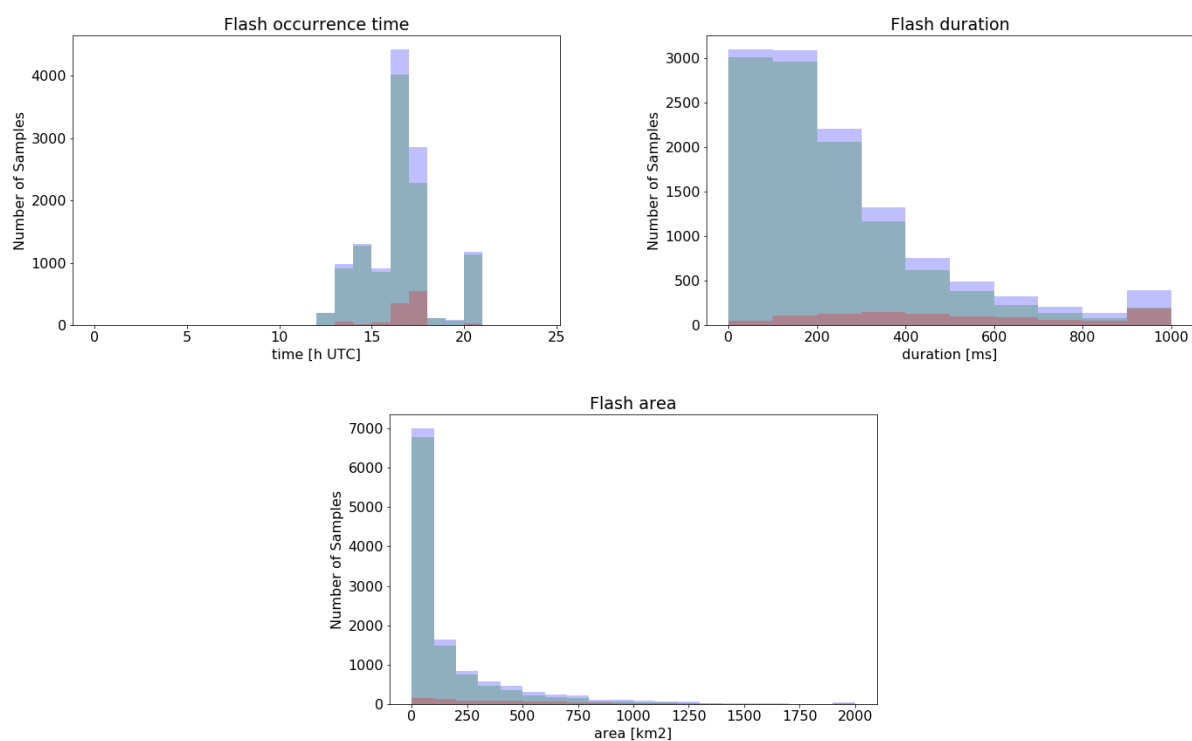 Flash occurrence time
Number of Samples
4000
3000
2000
1000
0
0 5 10 15 20 25
time [h UTC]
Flash duration
Number of Samples
3000
2500
2000
1500
1000
500
0
0 200 400 600 800 1000
duration [ms]
Flash area
Number of Samples
7000
6000
5000
4000
3000
2000
1000
0
0 250 500 750 1000 1250 1500 1750 2000
area [km2]